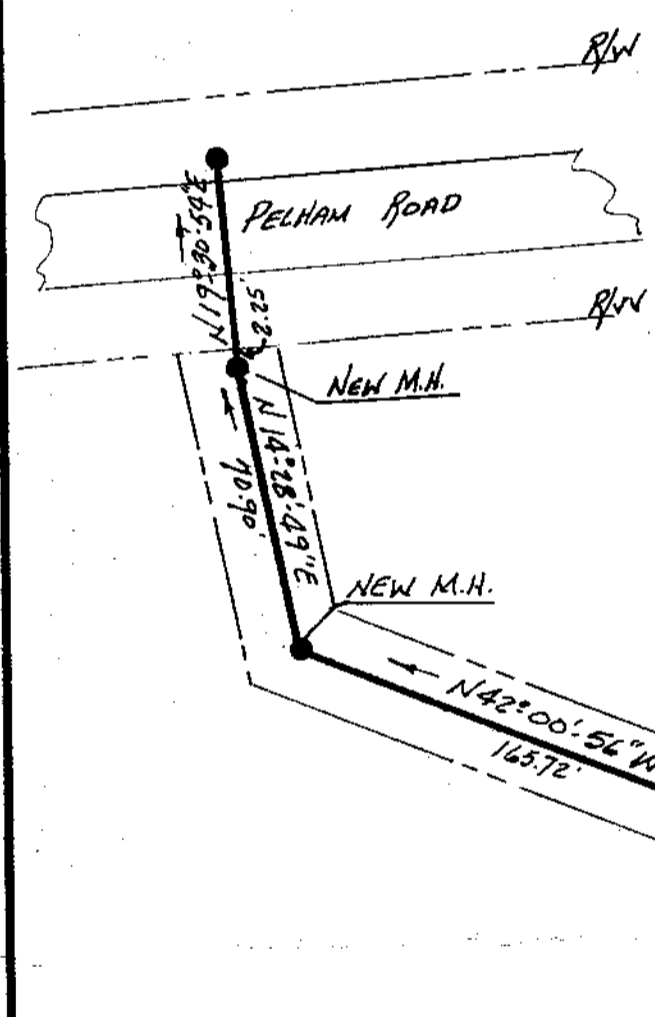 R/W
PELHAM ROAD
N19°30'54"E
2.25'
R/W
NEW M.H.
N14°28'49"E
70.90'
NEW M.H.
N42°00'56"W
165.72'